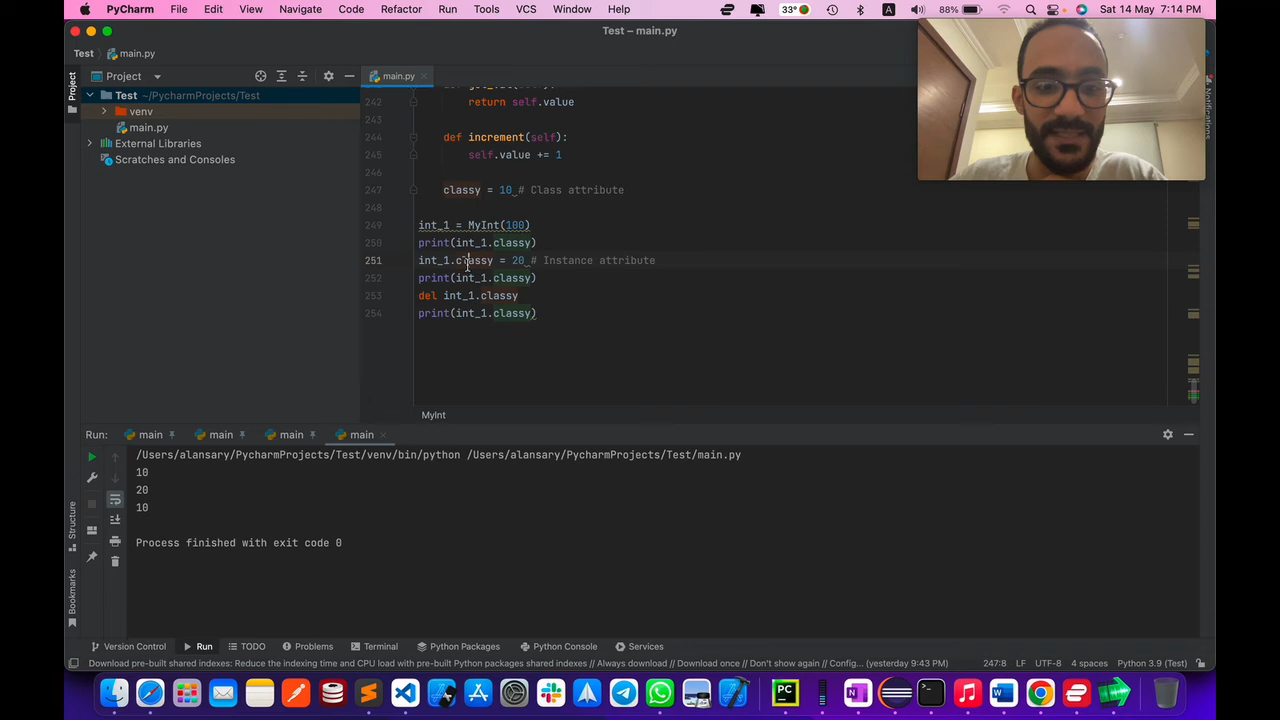 PyCharm File Edit View Navigate Code Refactor Run Tools VCS Window Help 33° A 88% Sat 14 May 7:14 PM
Test – main.py
Test main.py
Project main.py
Project
Test ~/PycharmProjects/Test
venv
main.py
External Libraries
Scratches and Consoles
242 return self.value
243
244 def increment(self):
245 self.value += 1
246
247 classy = 10 # Class attribute
248
249 int_1 = MyInt(100)
250 print(int_1.classy)
251 int_1.classy = 20 # Instance attribute
252 print(int_1.classy)
253 del int_1.classy
254 print(int_1.classy)
MyInt
Notifications
Run: main main main main
/Users/alansary/PycharmProjects/Test/venv/bin/python /Users/alansary/PycharmProjects/Test/main.py
10
20
10
Process finished with exit code 0
Structure
Bookmarks
Version Control Run TODO Problems Terminal Python Packages Python Console Services
Download pre-built shared indexes: Reduce the indexing time and CPU load with pre-built Python packages shared indexes // Always download // Download once // Don't show again // Config... (yesterday 9:43 PM) 247:8 LF UTF-8 4 spaces Python 3.9 (Test)
PC